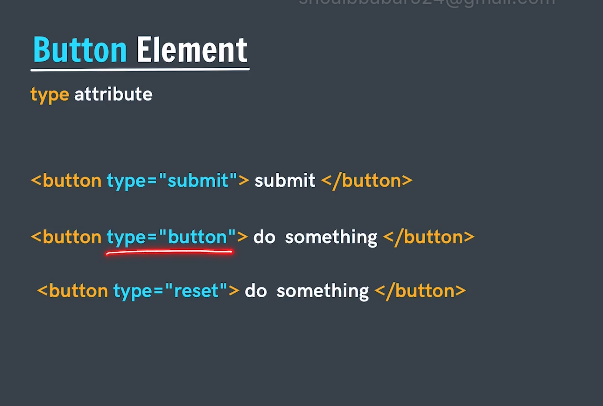 Button Element
type attribute
<button type="submit"> submit </button>
<button type="button"> do something </button>
<button type="reset"> do something </button>